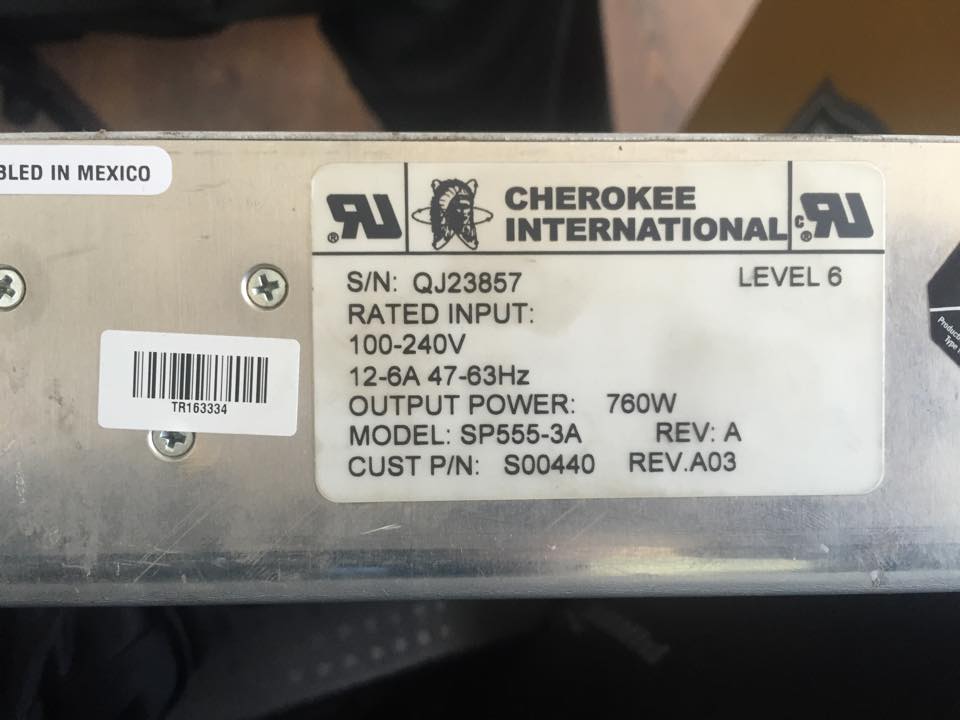 BLED IN MEXICO
CHEROKEE
INTERNATIONAL
S/N: QJ23857 LEVEL 6
RATED INPUT:
100-240V
12-6A 47-63Hz
OUTPUT POWER: 760W
MODEL: SP555-3A REV: A
CUST P/N: S00440 REV.A03
TR163334
Type